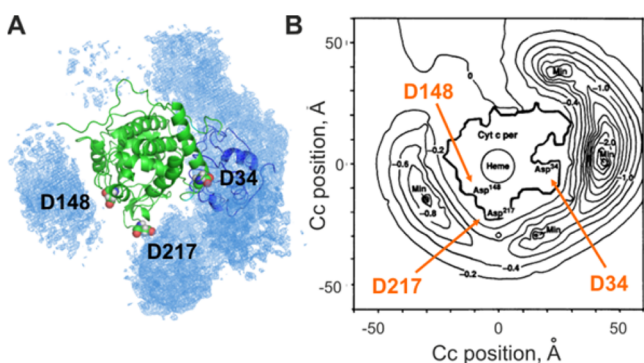 A
D148
D217
D34
B
Cc position, Å
50
0
-50
-50
0
50
Cc position, Å
D148
D217
D34
Cyt c per
Heme
Asp34
Asp148
Asp217
Min
Min
Min
Min
0
-0.4
-1.0
-2.0
-1.0
-0.2
-0.6
-0.8
-0.4
-0.2